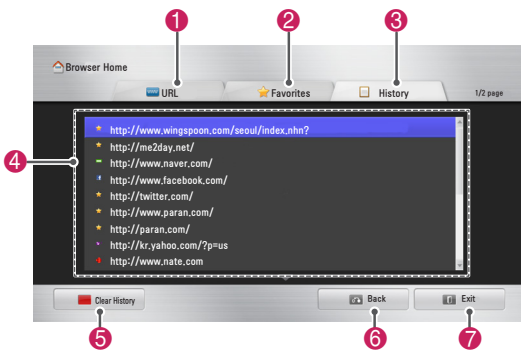 1 2 3
Browser Home
URL Favorites History 1/2 page
4
http://www.wingspoon.com/seoul/index.nhn?
http://me2day.net/
http://www.naver.com/
http://www.facebook.com/
http://twitter.com/
http://www.paran.com/
http://paran.com/
http://kr.yahoo.com/?p=us
http://www.nate.com
Clear History Back Exit
5 6 7